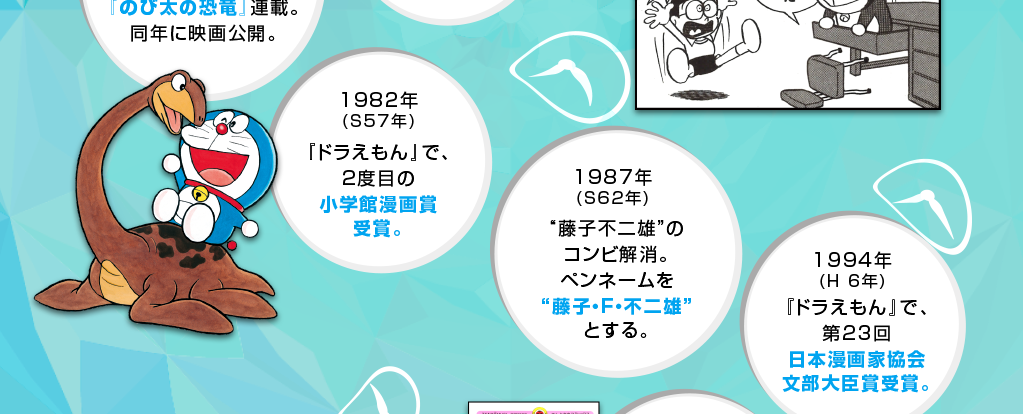 『のび太の恐竜』連載。
同年に映画公開。
1982年
(S57年)
『ドラえもん』で、
2度目の
小学館漫画賞
受賞。
1987年
(S62年)
“藤子不二雄”の
コンビ解消。
ペンネームを
“藤子・F・不二雄”
とする。
1994年
(H 6年)
『ドラえもん』で、
第23回
日本漫画家協会
文部大臣賞受賞。